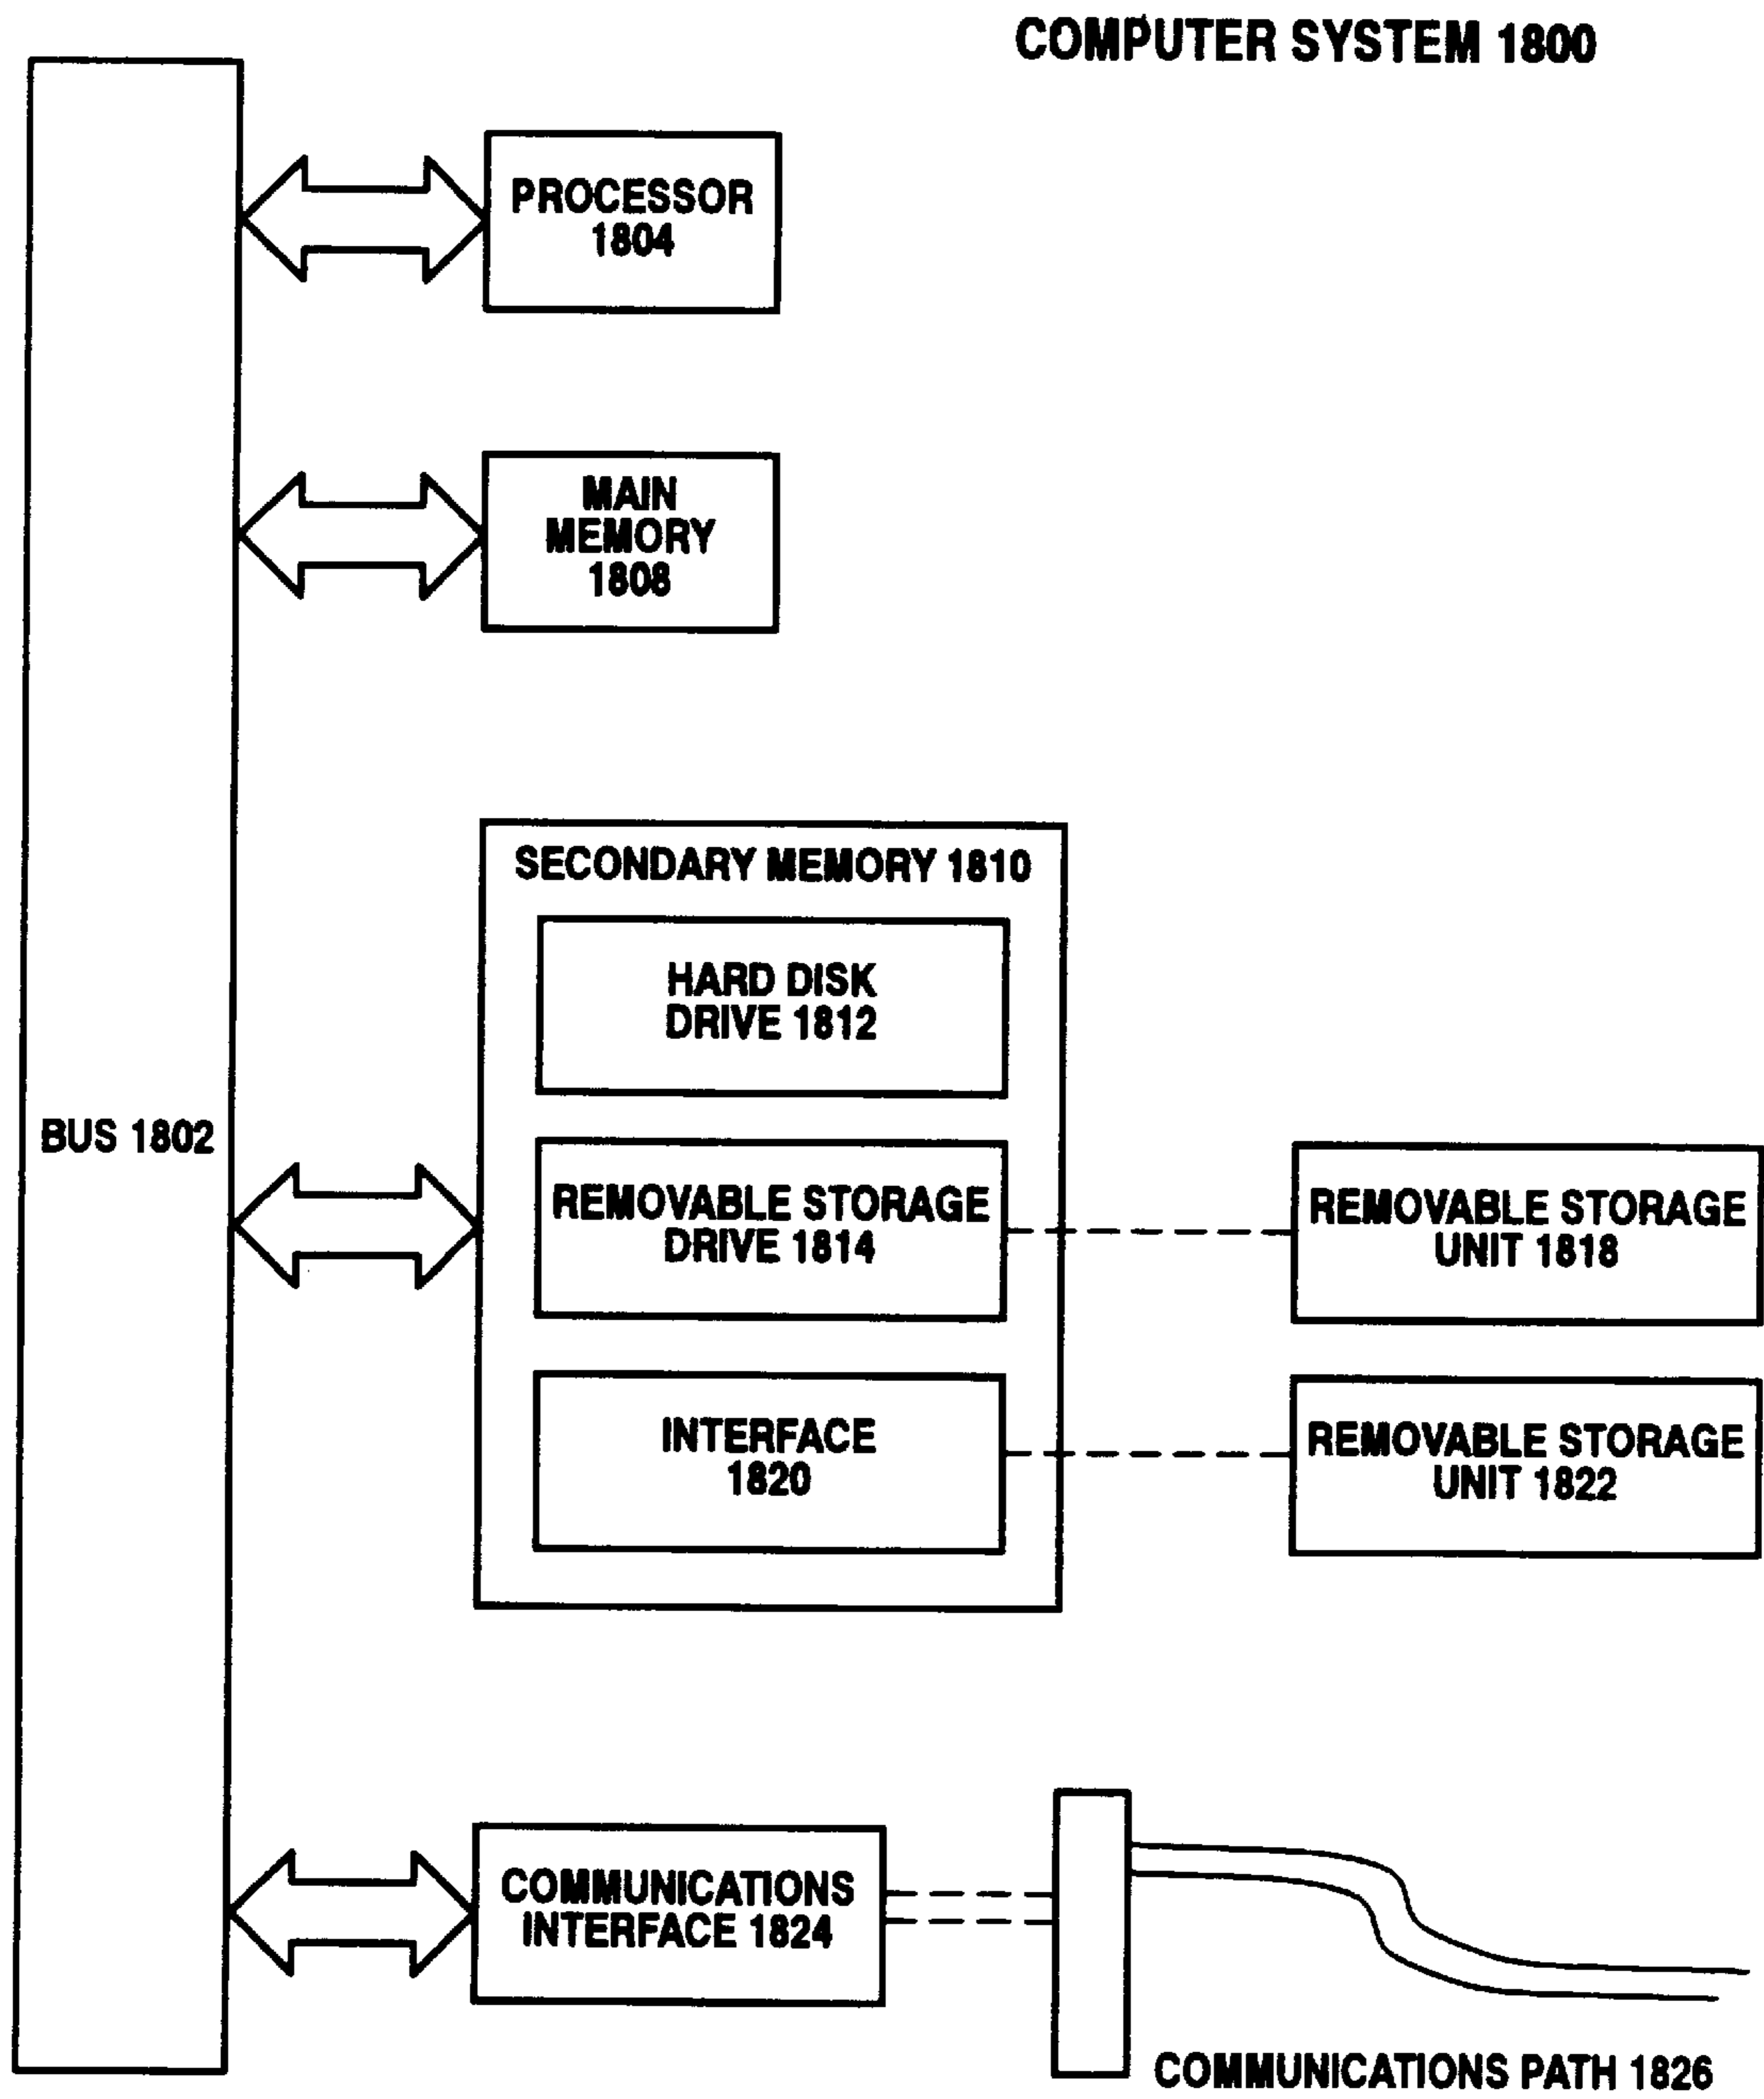 COMPUTER SYSTEM 1800
PROCESSOR
1804
MAIN
MEMORY
1808
SECONDARY MEMORY 1810
HARD DISK
DRIVE 1812
BUS 1802
REMOVABLE STORAGE
DRIVE 1814
REMOVABLE STORAGE
UNIT 1818
INTERFACE
1820
REMOVABLE STORAGE
UNIT 1822
COMMUNICATIONS
INTERFACE 1824
COMMUNICATIONS PATH 1826